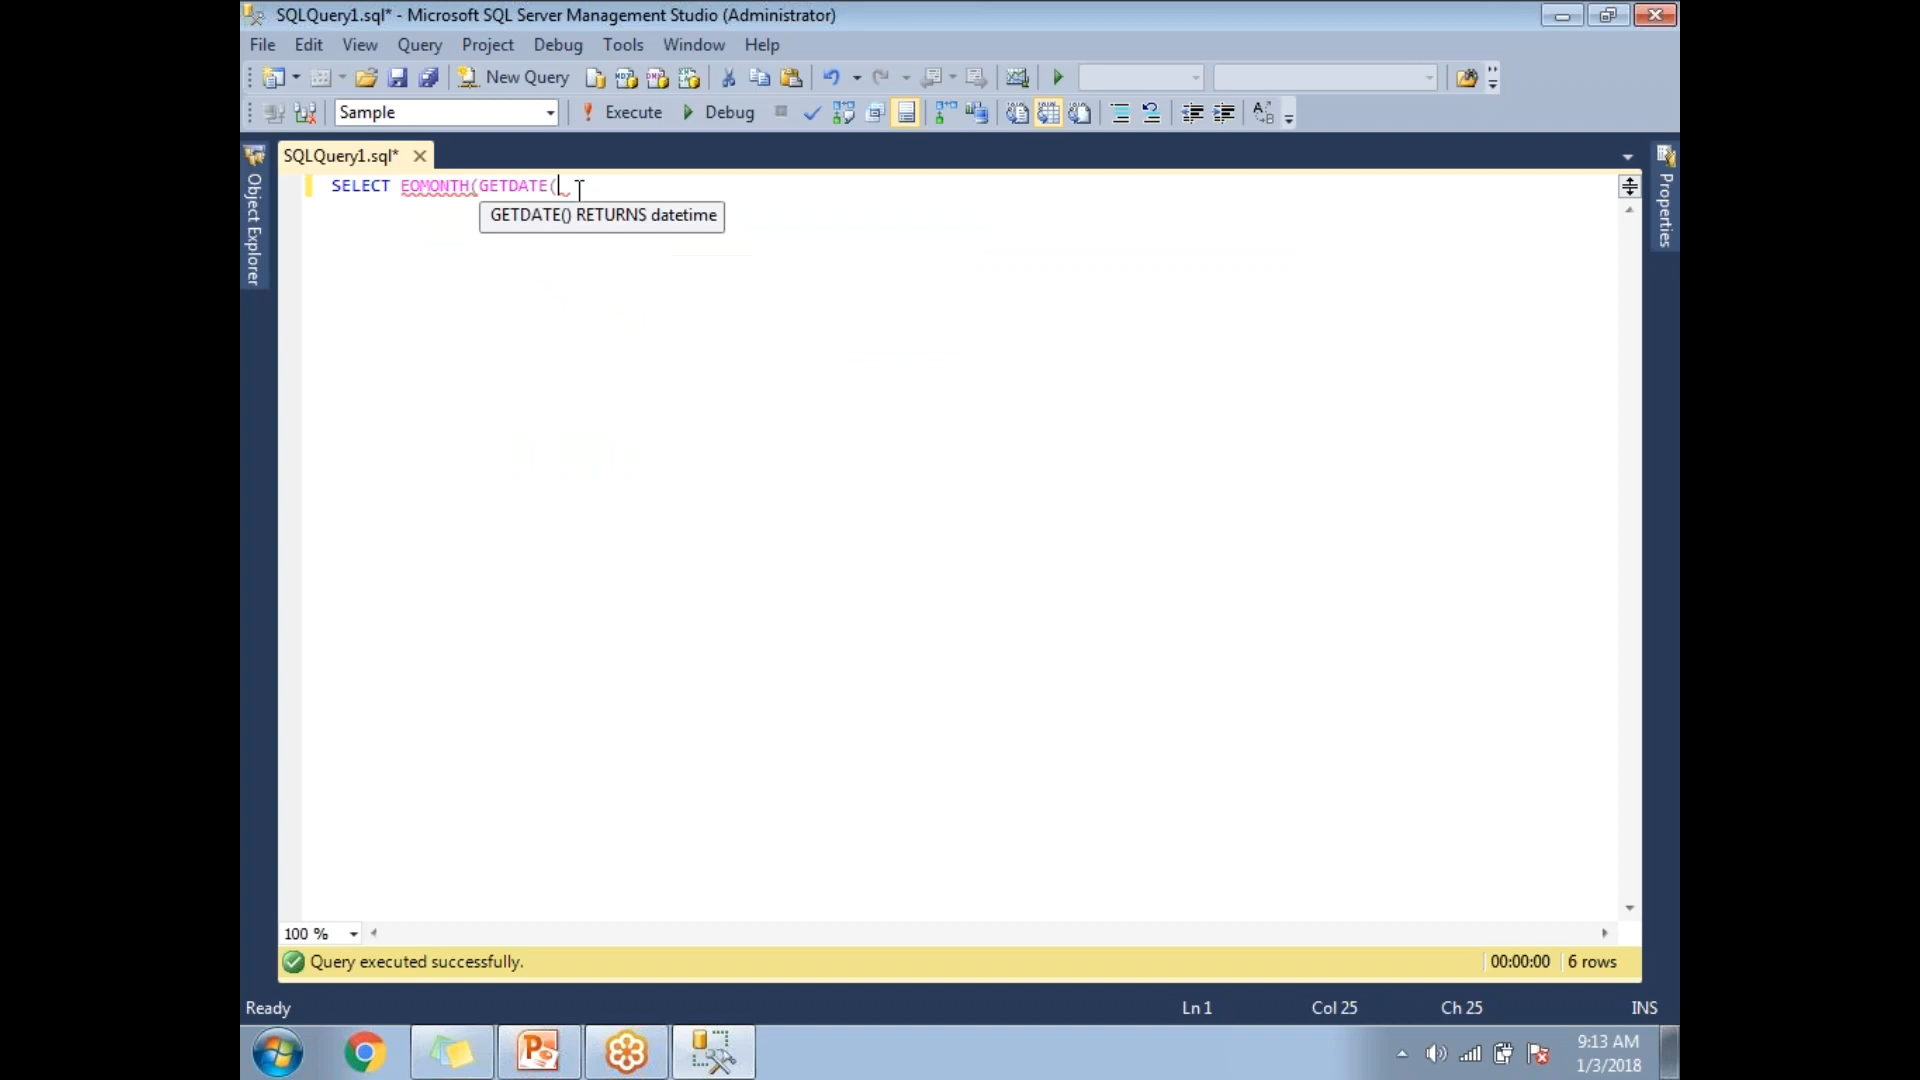 SQLQuery1.sql* - Microsoft SQL Server Management Studio (Administrator)
File Edit View Query Project Debug Tools Window Help
New Query
Sample Execute Debug
SQLQuery1.sql*
Object Explorer
Properties
SELECT EOMONTH(GETDATE(
GETDATE() RETURNS datetime
100 %
Query executed successfully. 00:00:00 6 rows
Ready Ln 1 Col 25 Ch 25 INS
9:13 AM
1/3/2018